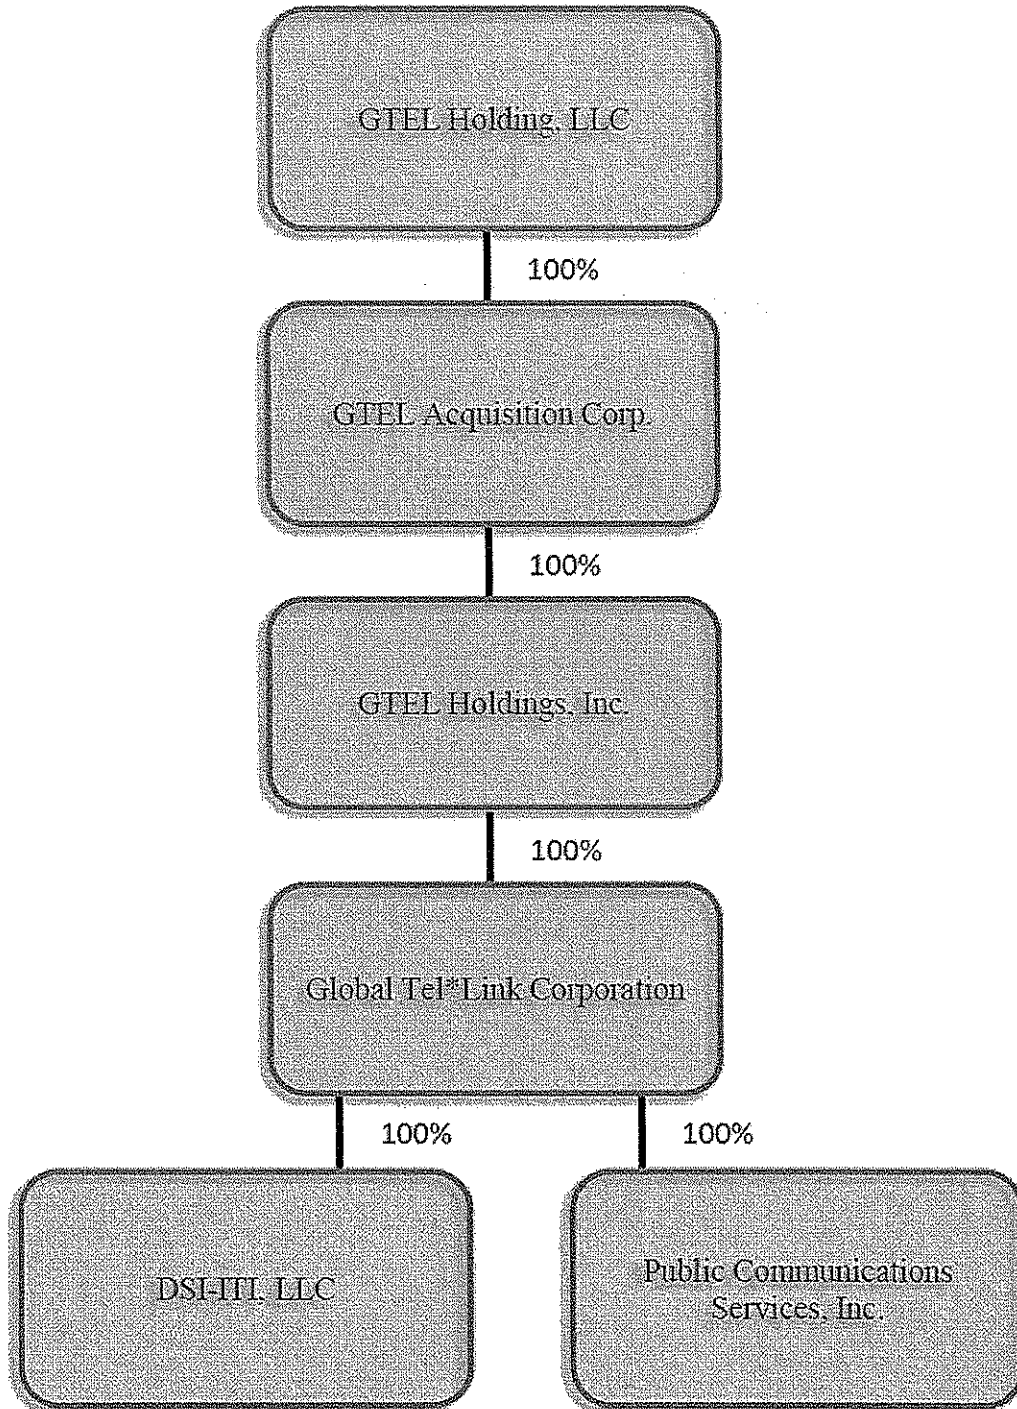 GTEL Holding, LLC
100%
GTEL Acquisition Corp.
100%
GTEL Holdings, Inc.
100%
Global Tel*Link Corporation
100%
100%
DSI-ITI, LLC
Public Communications
Services, Inc.